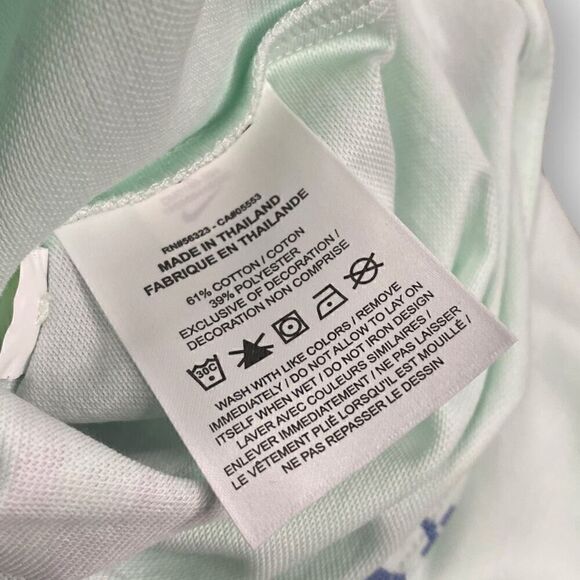 RN#56323 - CA#05553
MADE IN THAILAND
FABRIQUE EN THAILANDE
61% COTTON / COTON
39% POLYESTER
EXCLUSIVE OF DECORATION /
DECORATION NON COMPRISE
30C
WASH WITH LIKE COLORS / REMOVE
IMMEDIATELY / DO NOT ALLOW TO LAY ON
ITSELF WHEN WET / DO NOT IRON DESIGN
LAVER AVEC COULEURS SIMILAIRES /
ENLEVER IMMEDIATEMENT / NE PAS LAISSER
LE VÊTEMENT PLIÉ LORSQU'IL EST MOUILLÉ /
NE PAS REPASSER LE DESSIN